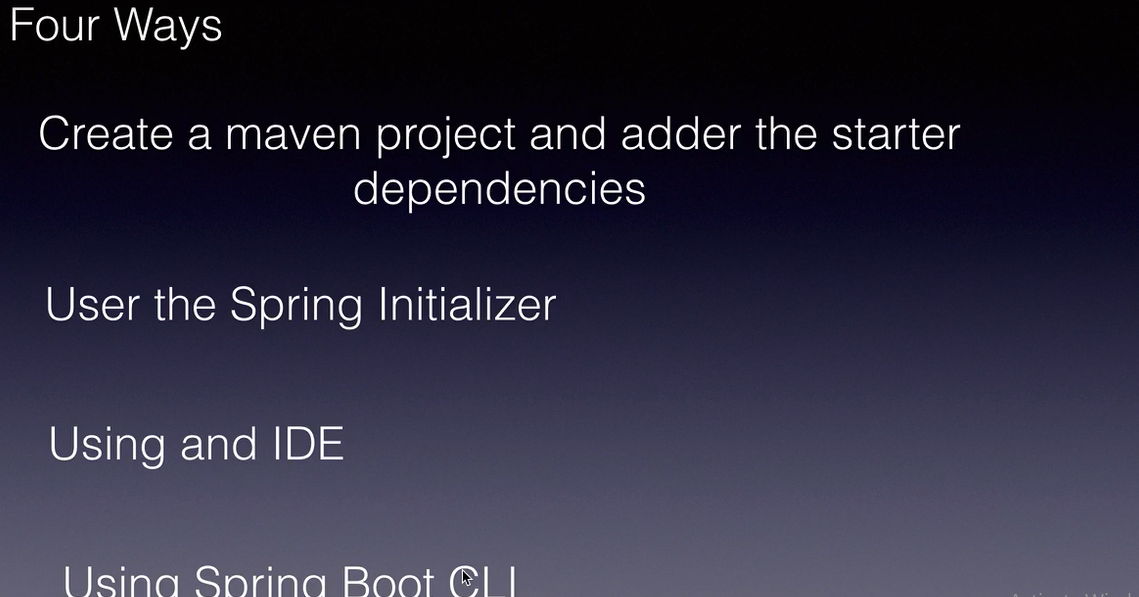 Four Ways
Create a maven project and adder the starter
dependencies
User the Spring Initializer
Using and IDE
Using Spring Boot CLI